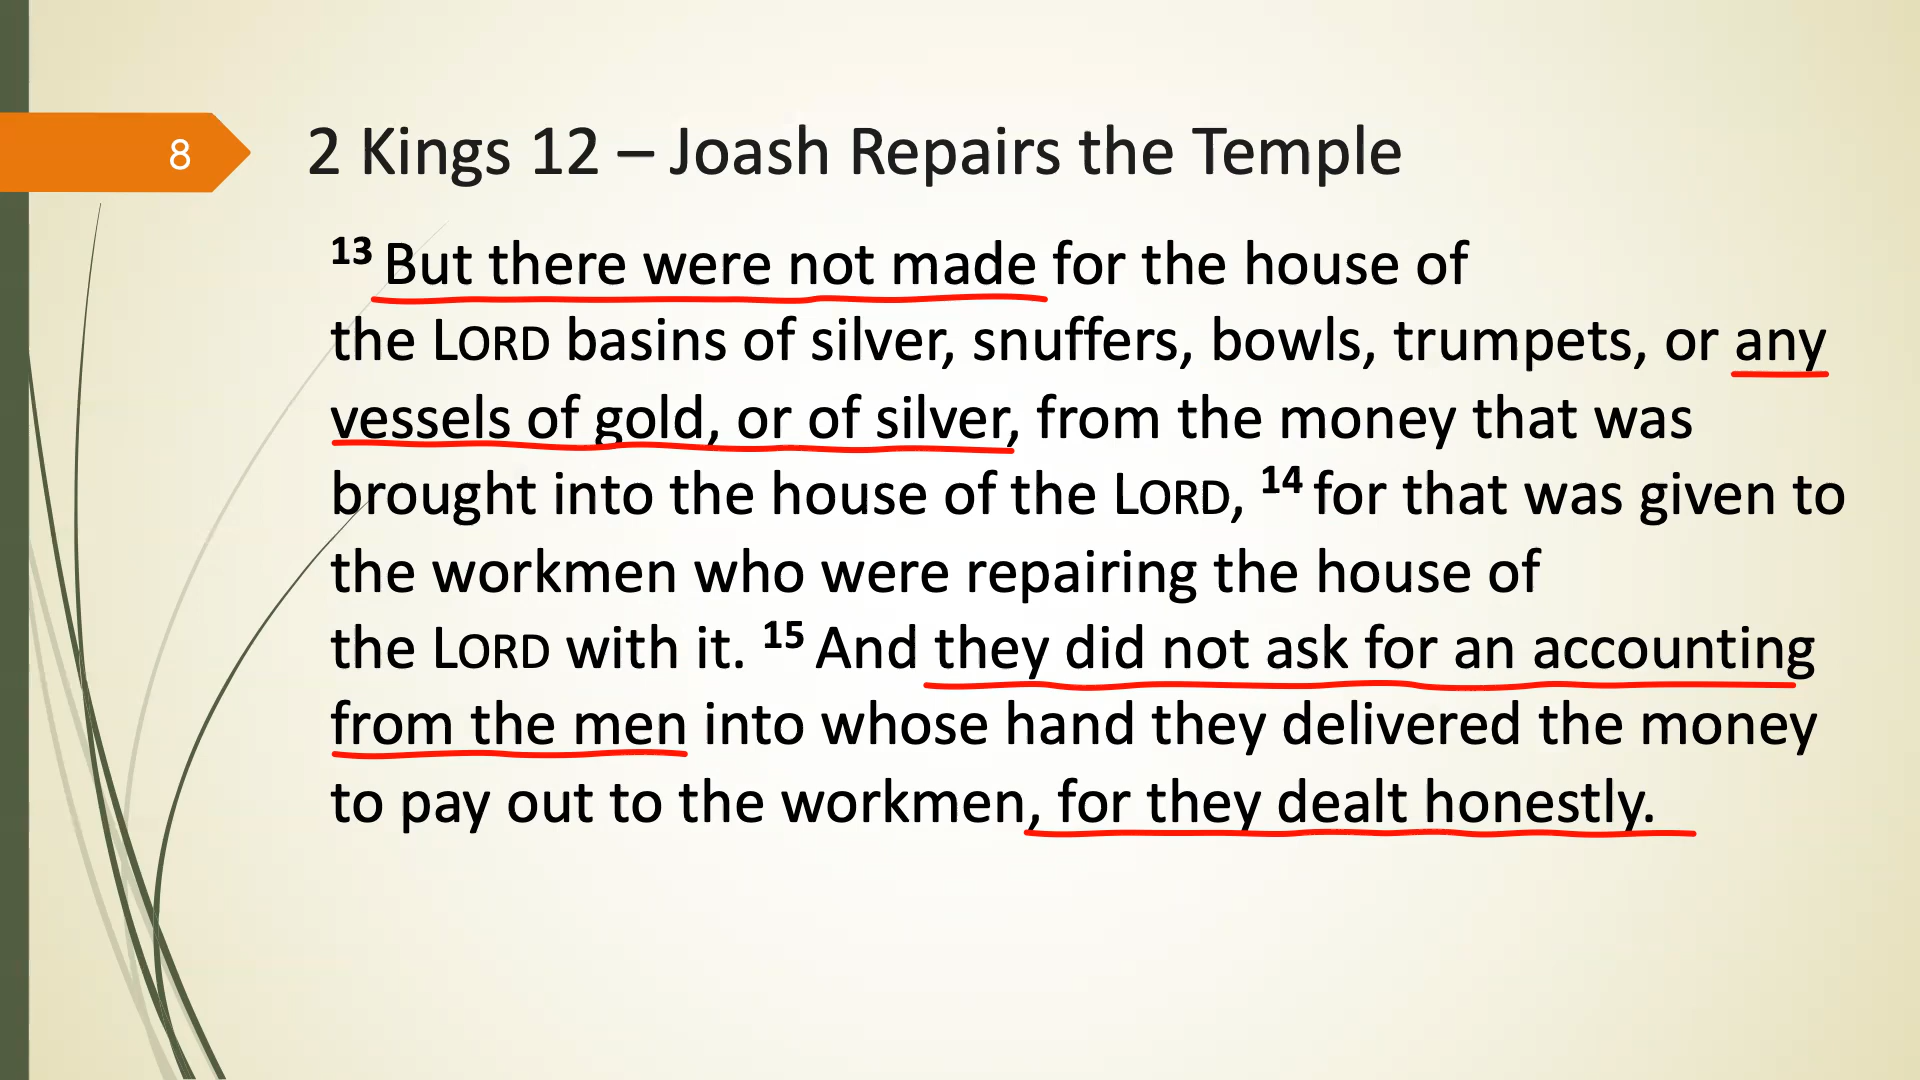 8
2 Kings 12 – Joash Repairs the Temple
13 But there were not made for the house of
the LORD basins of silver, snuffers, bowls, trumpets, or any
vessels of gold, or of silver, from the money that was
brought into the house of the LORD, 14 for that was given to
the workmen who were repairing the house of
the LORD with it. 15 And they did not ask for an accounting
from the men into whose hand they delivered the money
to pay out to the workmen, for they dealt honestly.